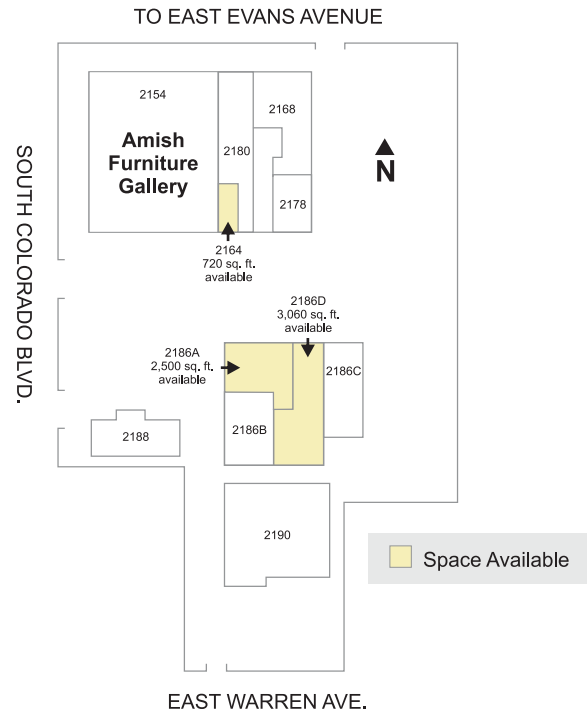 TO EAST EVANS AVENUE
SOUTH COLORADO BLVD.
2154
Amish
Furniture
Gallery
2180
2168
2178
N
2164
720 sq. ft.
available
2186D
3,060 sq. ft.
available
2186A
2,500 sq. ft.
available
2186C
2186B
2188
2190
Space Available
EAST WARREN AVE.